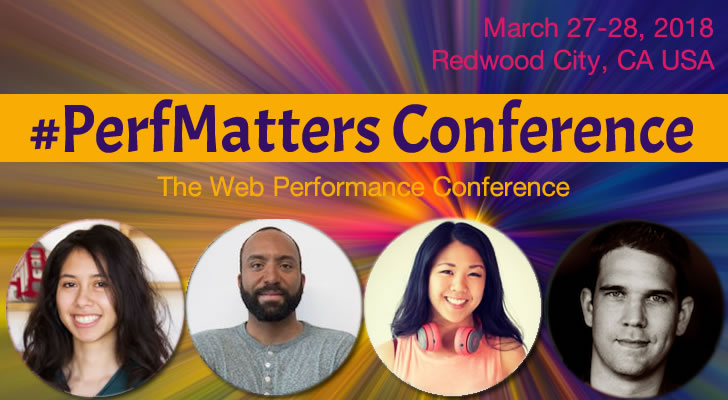 March 27-28, 2018
Redwood City, CA USA
#PerfMatters Conference
The Web Performance Conference